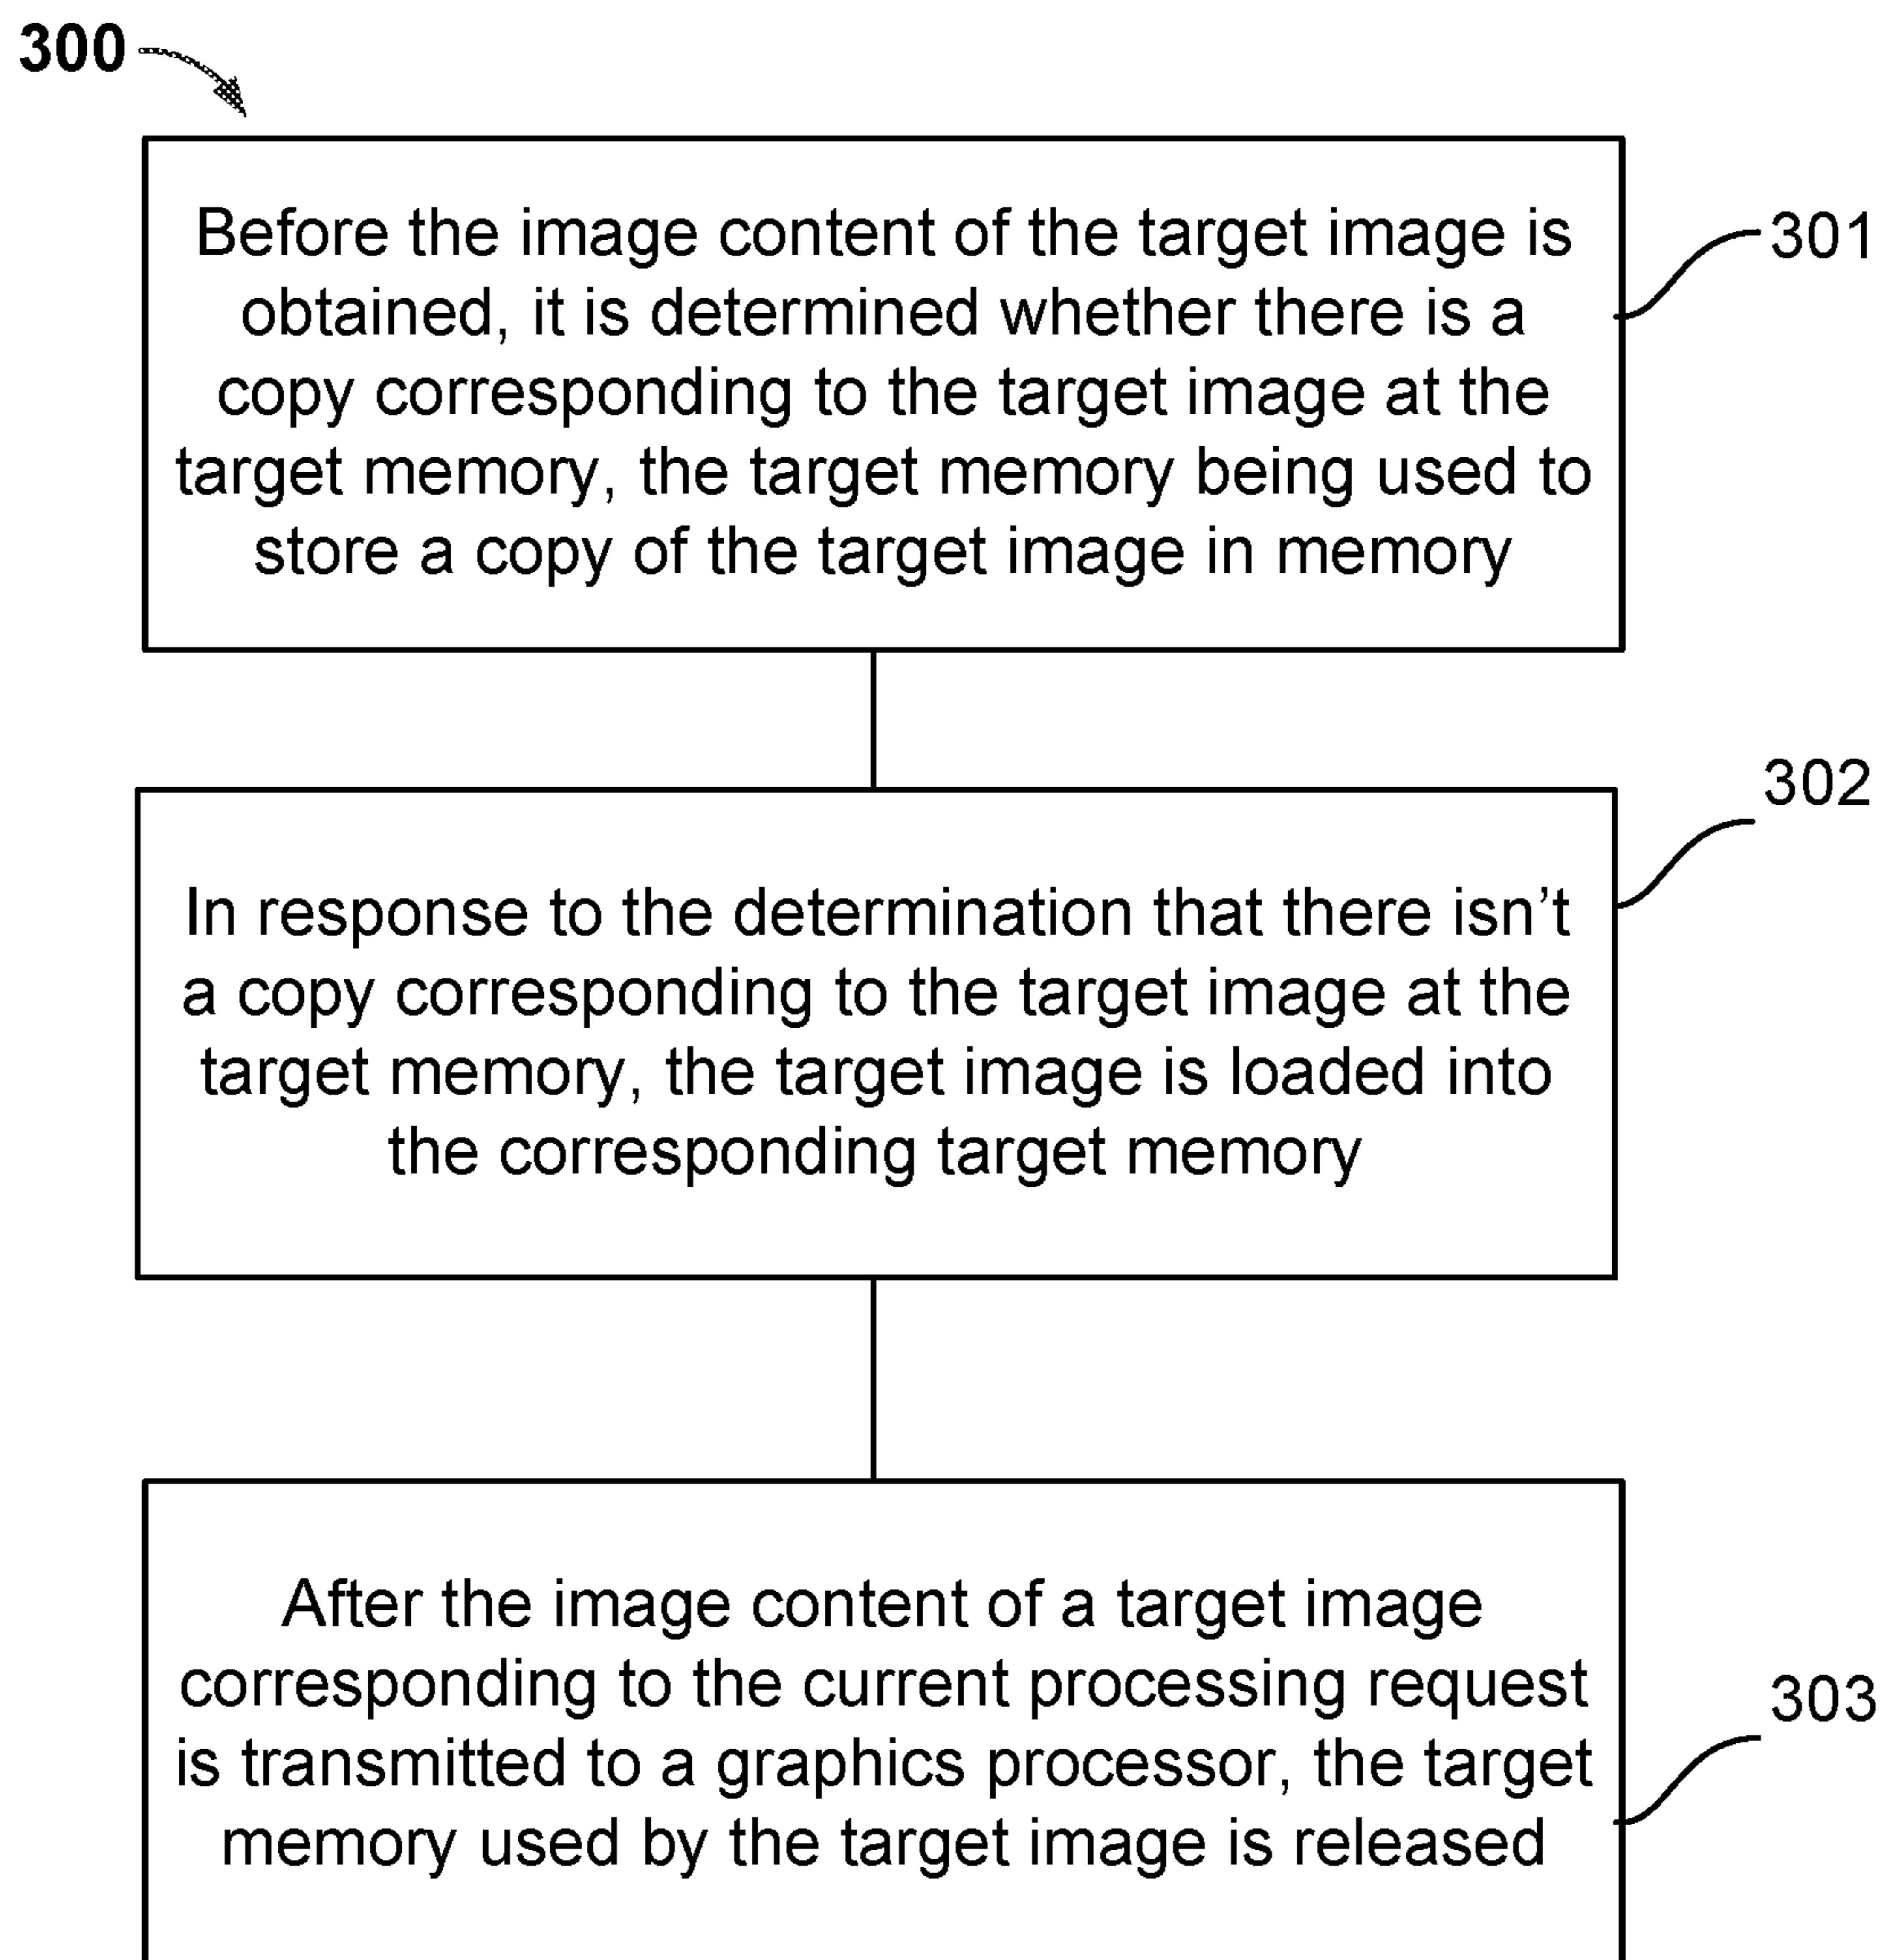 300
Before the image content of the target image is
obtained, it is determined whether there is a
copy corresponding to the target image at the
target memory, the target memory being used to
store a copy of the target image in memory
301
302
In response to the determination that there isn’t
a copy corresponding to the target image at the
target memory, the target image is loaded into
the corresponding target memory
After the image content of a target image
corresponding to the current processing request
is transmitted to a graphics processor, the target
memory used by the target image is released
303